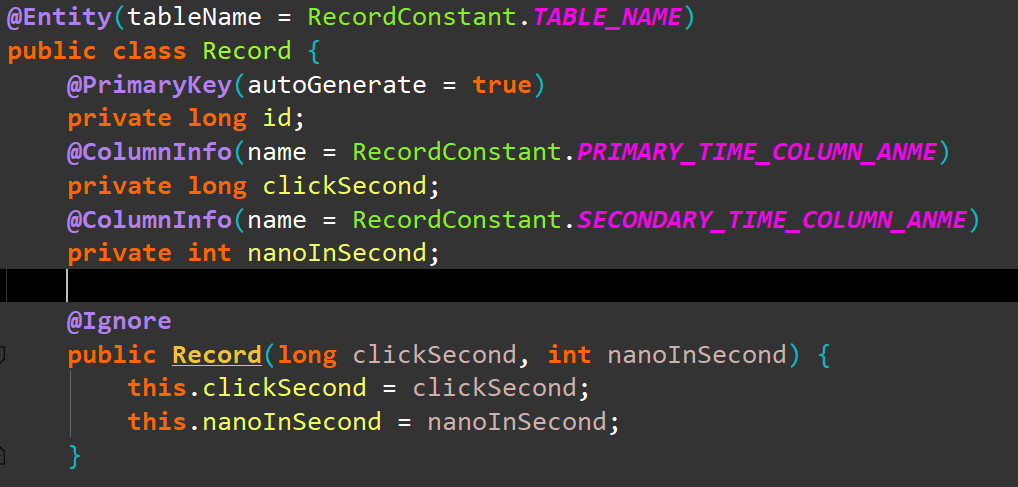 @Entity(tableName = RecordConstant.TABLE_NAME)
public class Record {
@PrimaryKey(autoGenerate = true)
private long id;
@ColumnInfo(name = RecordConstant.PRIMARY_TIME_COLUMN_ANME)
private long clickSecond;
@ColumnInfo(name = RecordConstant.SECONDARY_TIME_COLUMN_ANME)
private int nanoInSecond;
@Ignore
public Record(long clickSecond, int nanoInSecond) {
this.clickSecond = clickSecond;
this.nanoInSecond = nanoInSecond;
}